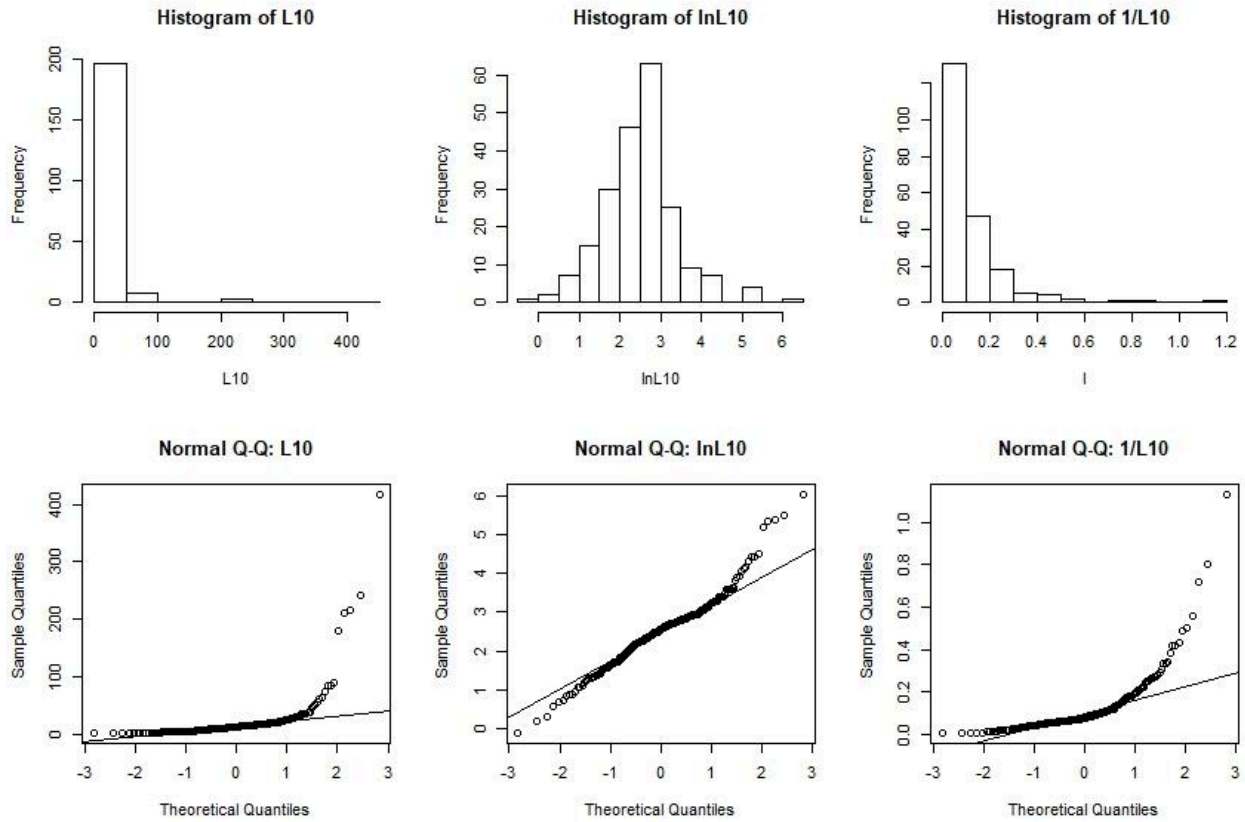 Histogram of L10
Frequency
0 50 100 150 200
0 100 200 300 400
L10
Histogram of lnL10
Frequency
0 10 20 30 40 50 60
0 1 2 3 4 5 6
lnL10
Histogram of 1/L10
Frequency
0 20 40 60 80 100
0.0 0.2 0.4 0.6 0.8 1.0 1.2
I
Normal Q-Q: L10
Sample Quantiles
0 100 200 300 400
-3 -2 -1 0 1 2 3
Theoretical Quantiles
Normal Q-Q: lnL10
Sample Quantiles
0 1 2 3 4 5 6
-3 -2 -1 0 1 2 3
Theoretical Quantiles
Normal Q-Q: 1/L10
Sample Quantiles
0.0 0.2 0.4 0.6 0.8 1.0
-3 -2 -1 0 1 2 3
Theoretical Quantiles